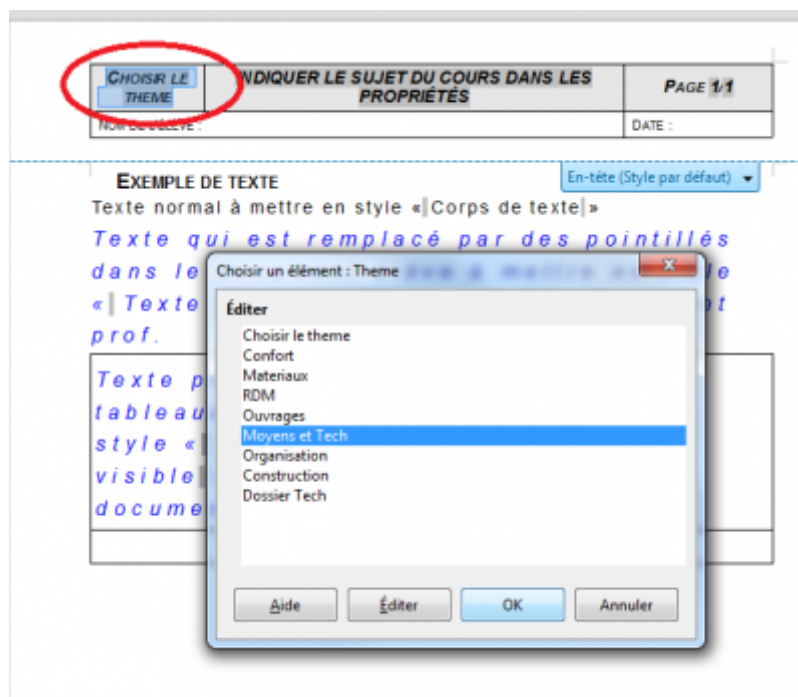 CHOISIR LE THEME
INDIQUER LE SUJET DU COURS DANS LES PROPRIÉTÉS
PAGE 1/1
DATE :
EXEMPLE DE TEXTE
En-tête (Style par défaut)
Texte normal à mettre en style « Corps de texte »
Texte qui est remplacé par des pointillés
dans le
« Texte
prof.
Texte
tableau
style «
visible
docume
Choisir un élément : Theme
Éditer
Choisir le theme
Confort
Materiaux
RDM
Ouvrages
Moyens et Tech
Organisation
Construction
Dossier Tech
Aide
Éditer
OK
Annuler